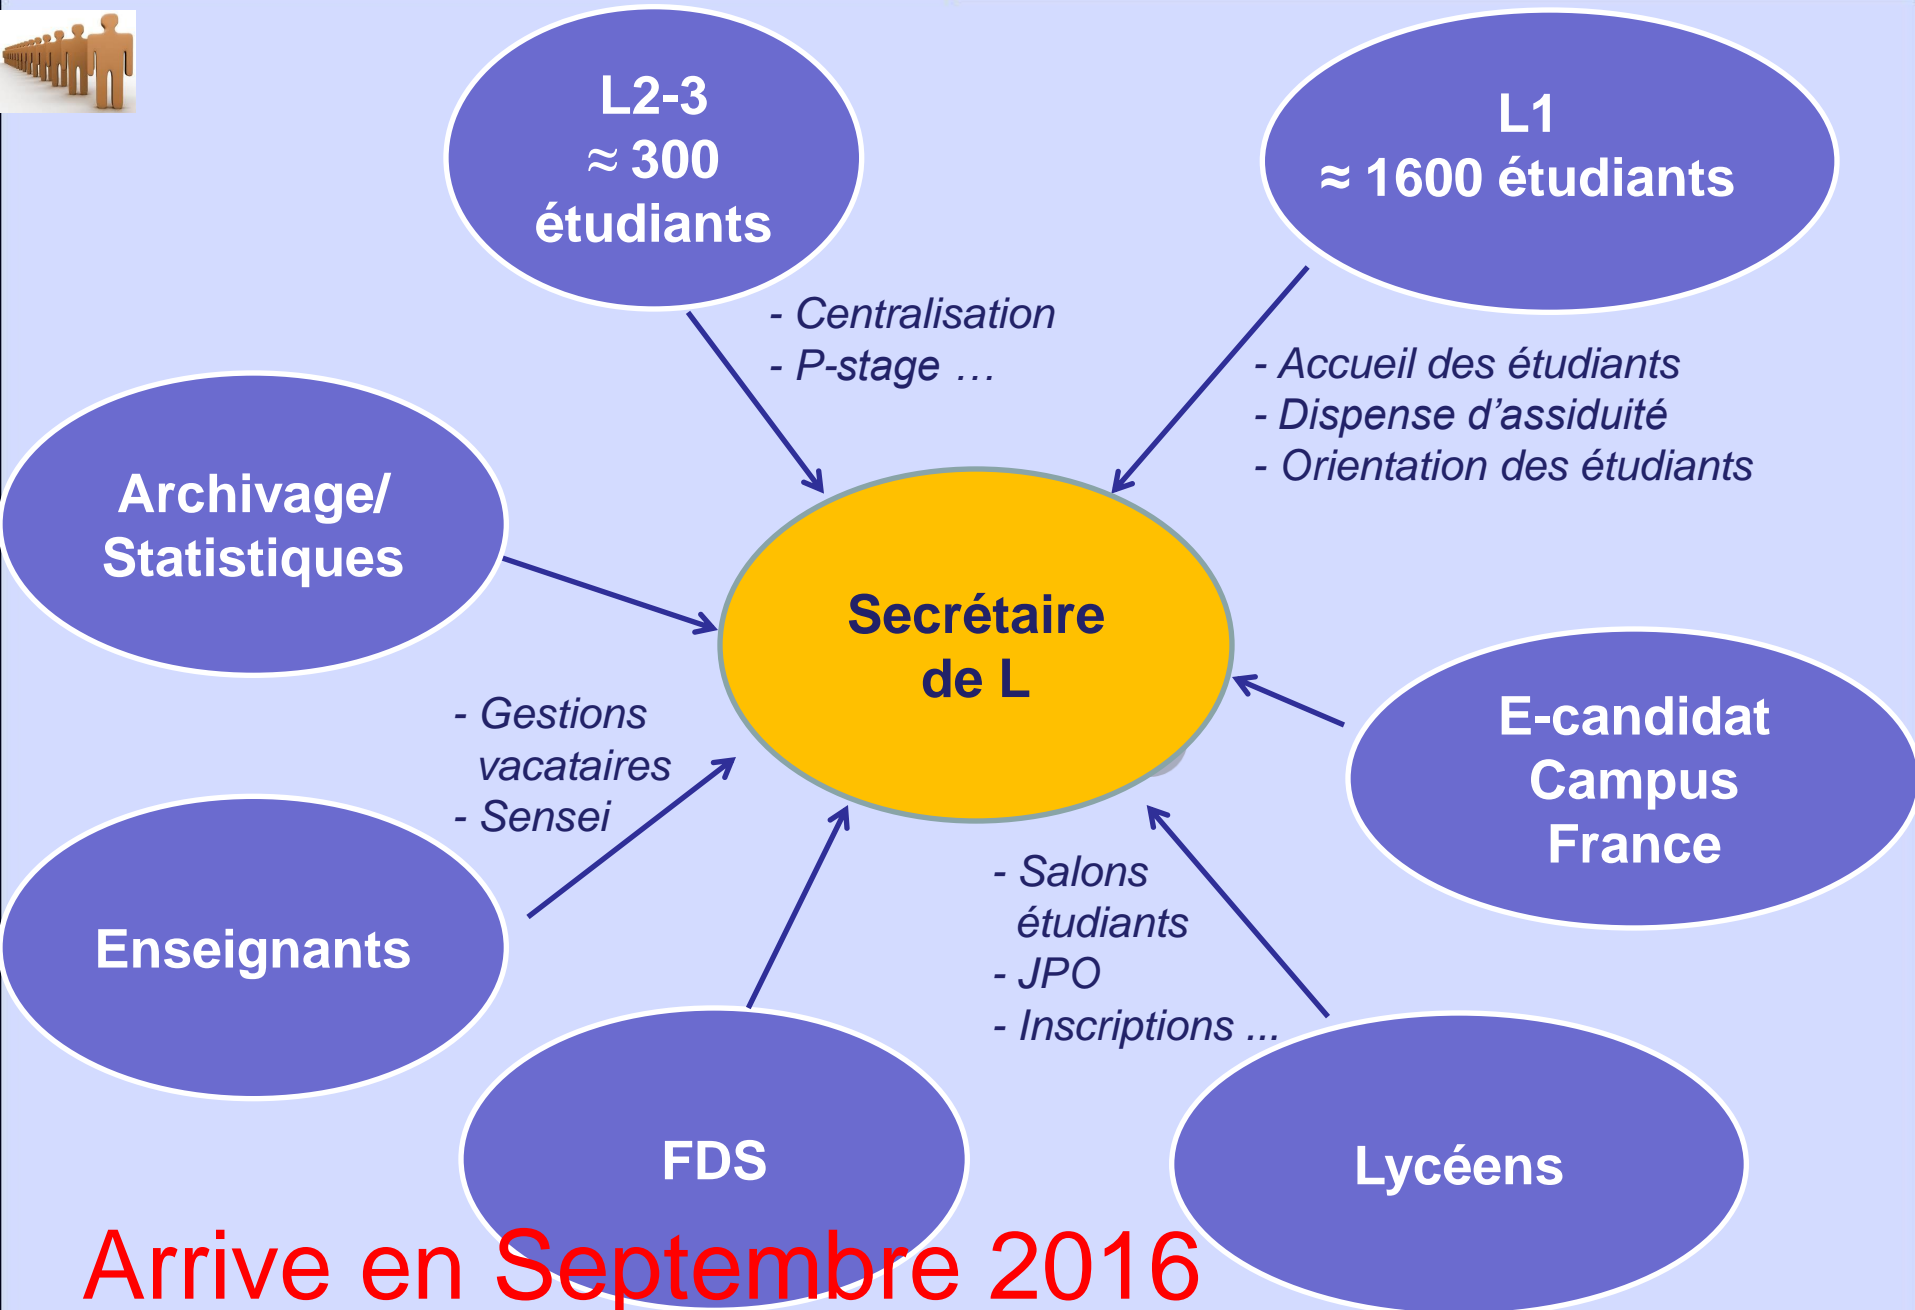 L2-3
≈ 300
étudiants
L1
≈ 1600 étudiants
- Centralisation
- P-stage …
- Accueil des étudiants
- Dispense d’assiduité
- Orientation des étudiants
Archivage/
Statistiques
Secrétaire
de L
E-candidat
Campus
France
- Gestions
vacataires
- Sensei
Enseignants
- Salons
étudiants
- JPO
- Inscriptions ...
FDS
Lycéens
Arrive en Septembre 2016